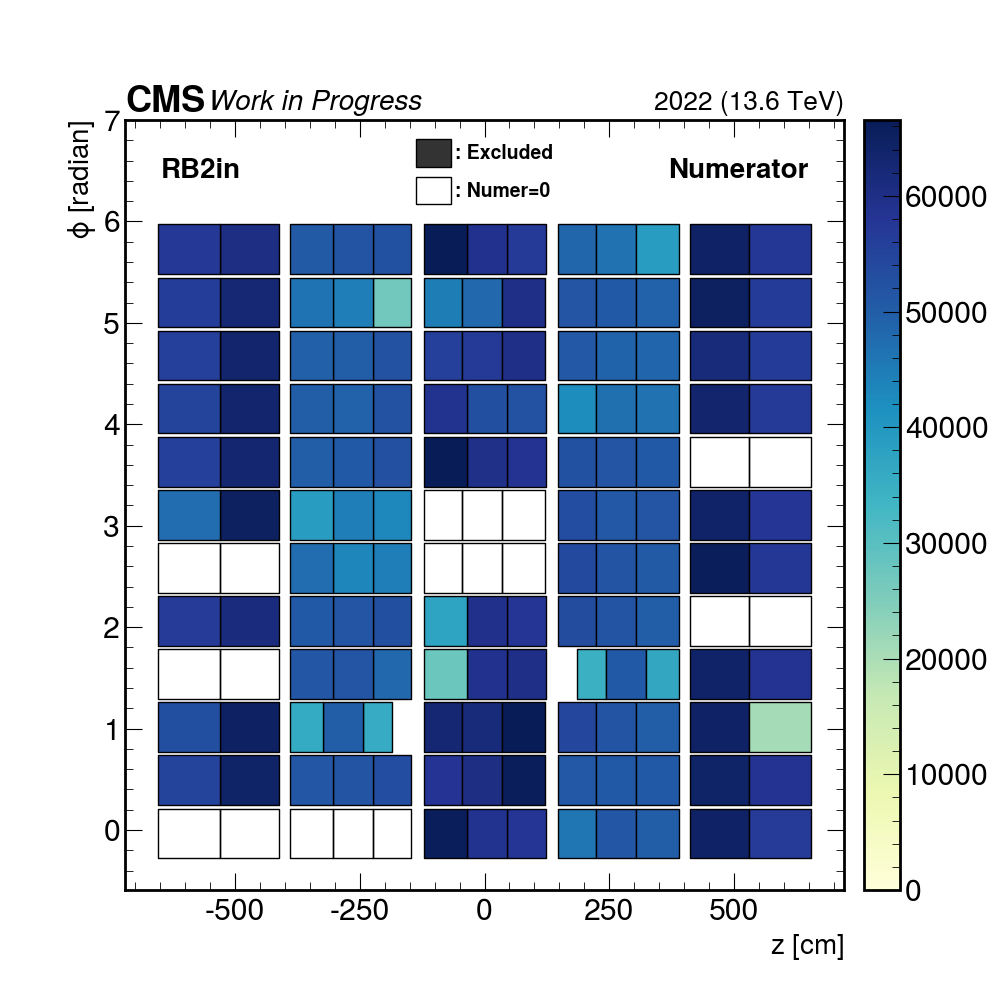 CMS Work in Progress 2022 (13.6 TeV)
ϕ [radian]
7
6
5
4
3
2
1
0
RB2in
: Excluded
: Numer=0
Numerator
-500 -250 0 250 500
z [cm]
60000
50000
40000
30000
20000
10000
0